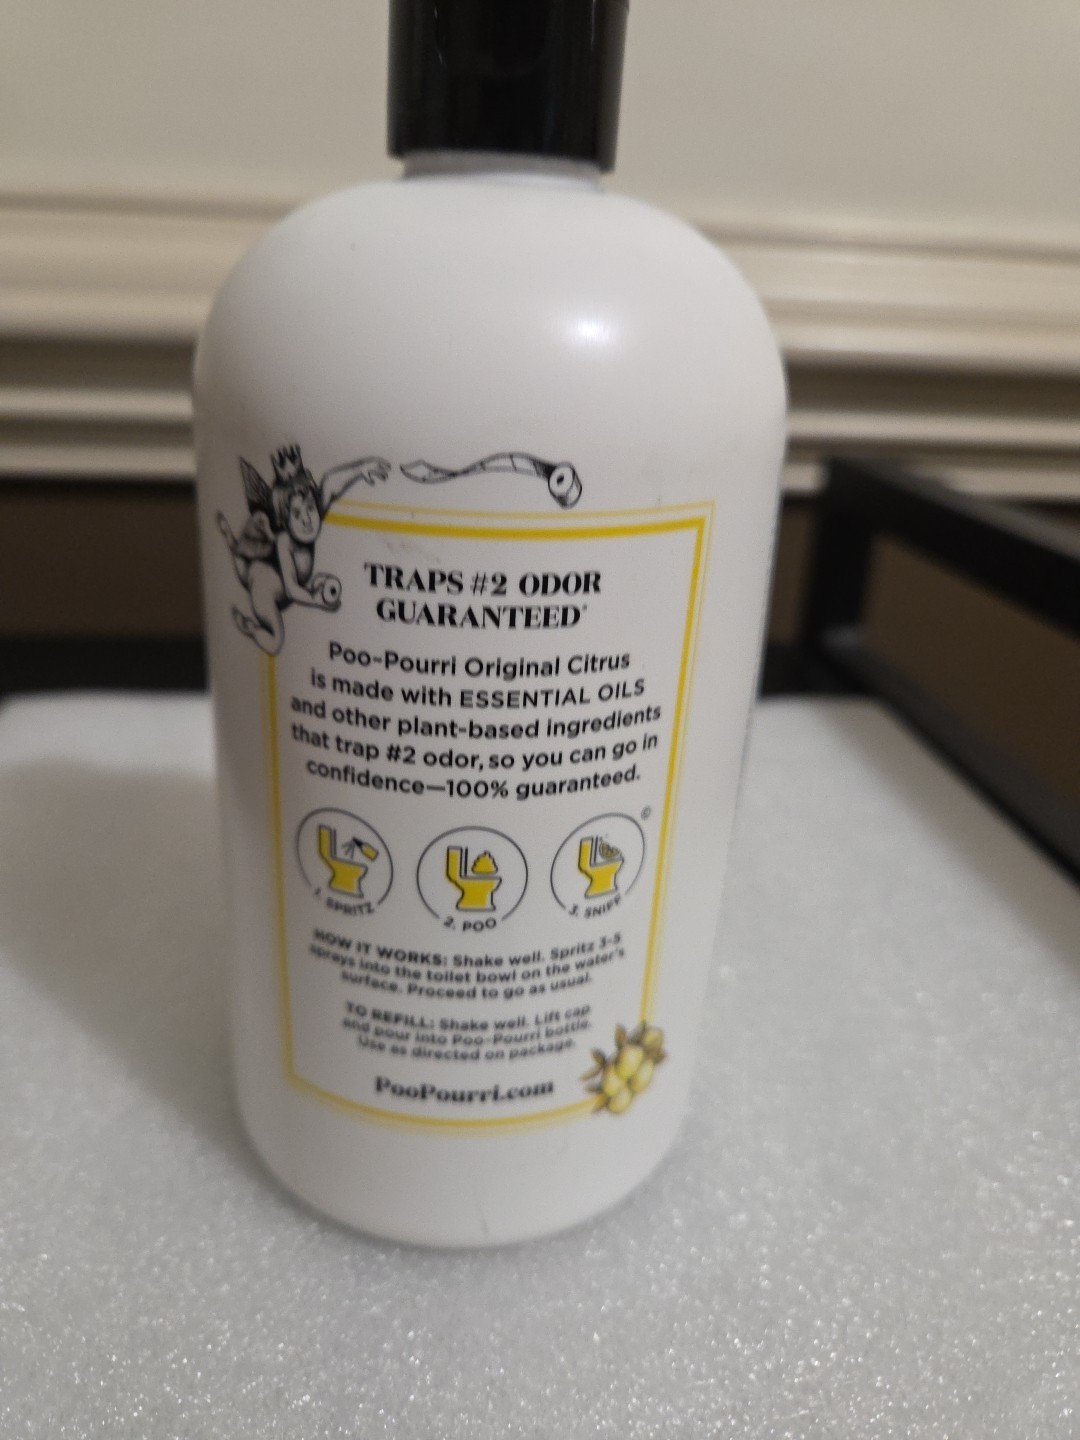 TRAPS #2 ODOR
GUARANTEED*
Poo~Pourri Original Citrus
is made with ESSENTIAL OILS
and other plant-based ingredients
that trap #2 odor, so you can go in
confidence—100% guaranteed.
©
1. SPRITZ
2. POO
3. SNIFF
HOW IT WORKS: Shake well. Spritz 3-5
sprays into the toilet bowl on the water's
surface. Proceed to go as usual.
TO REFILL: Shake well. Lift cap
and pour into Poo~Pourri bottle.
Use as directed on package.
PooPourri.com